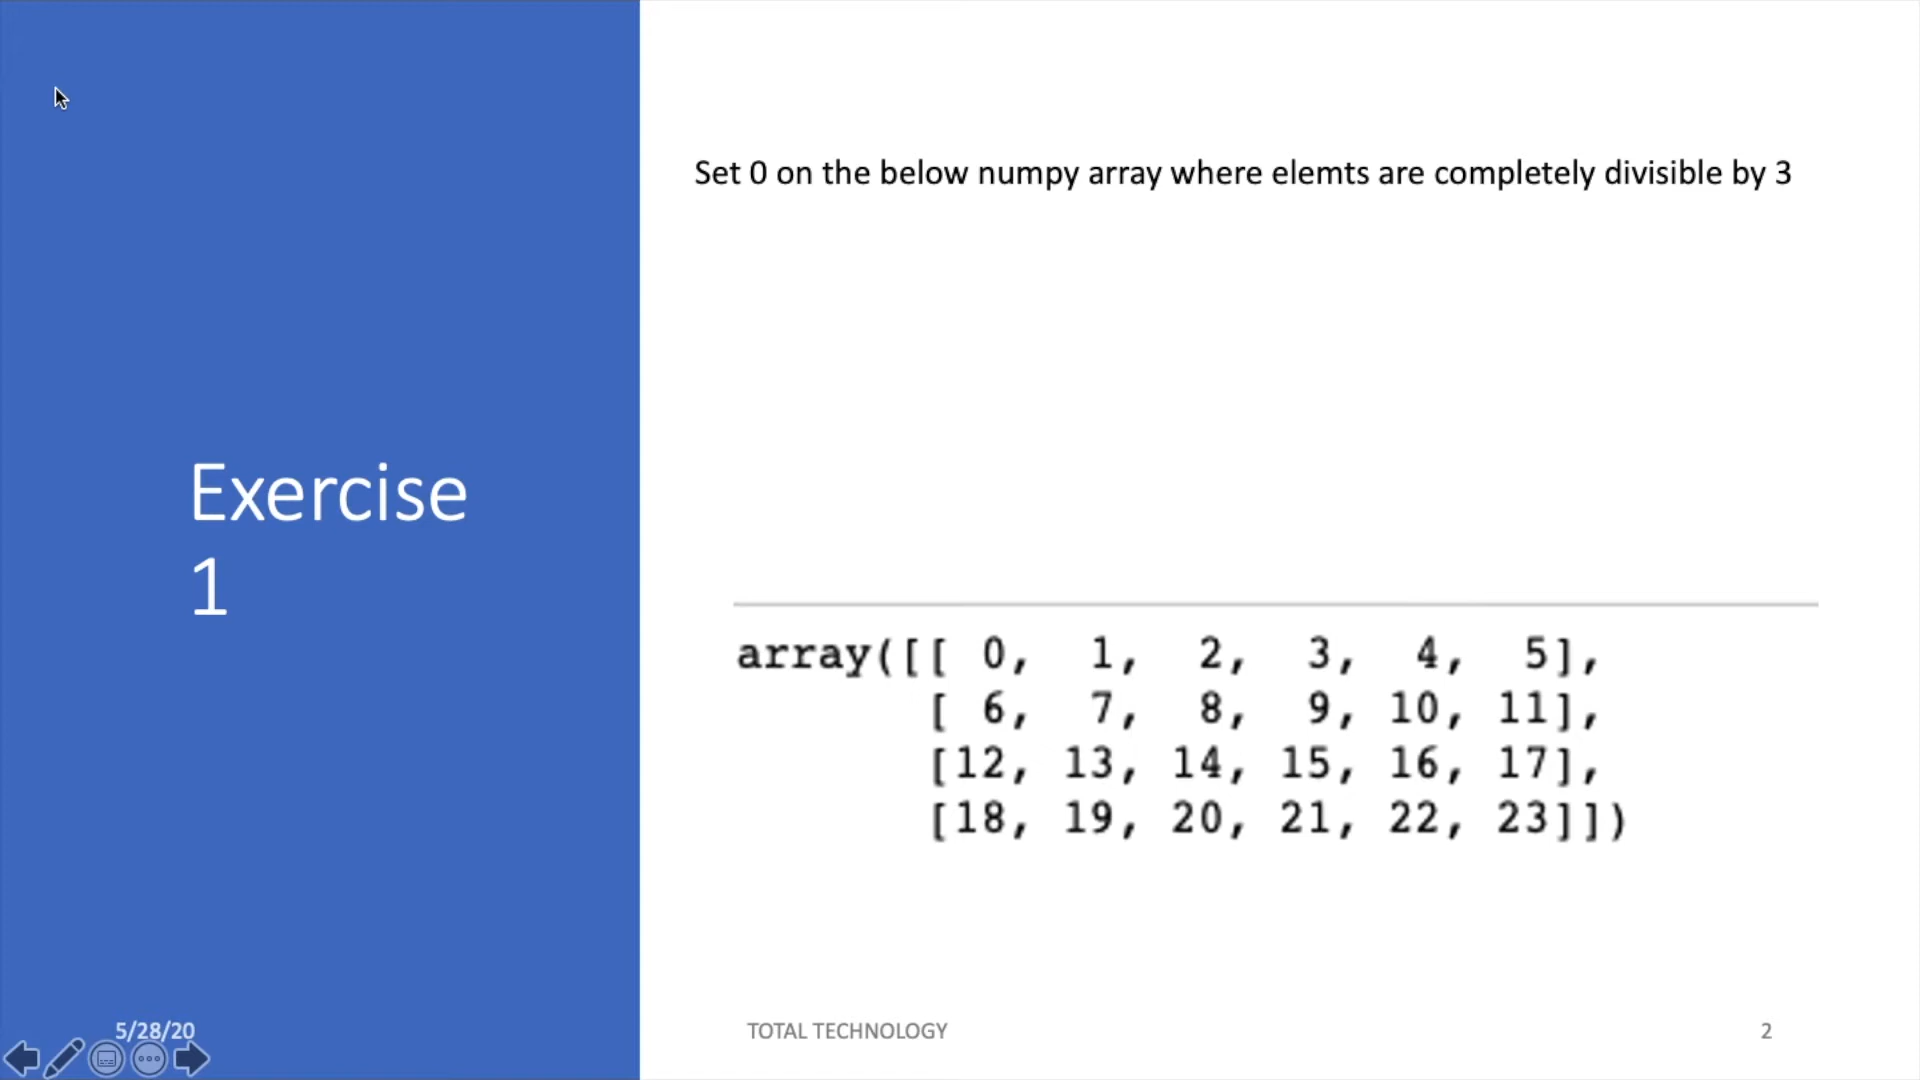 Exercise
1
Set 0 on the below numpy array where elemts are completely divisible by 3
array([[ 0, 1, 2, 3, 4, 5],
[ 6, 7, 8, 9, 10, 11],
[12, 13, 14, 15, 16, 17],
[18, 19, 20, 21, 22, 23]])
5/28/20
TOTAL TECHNOLOGY
2